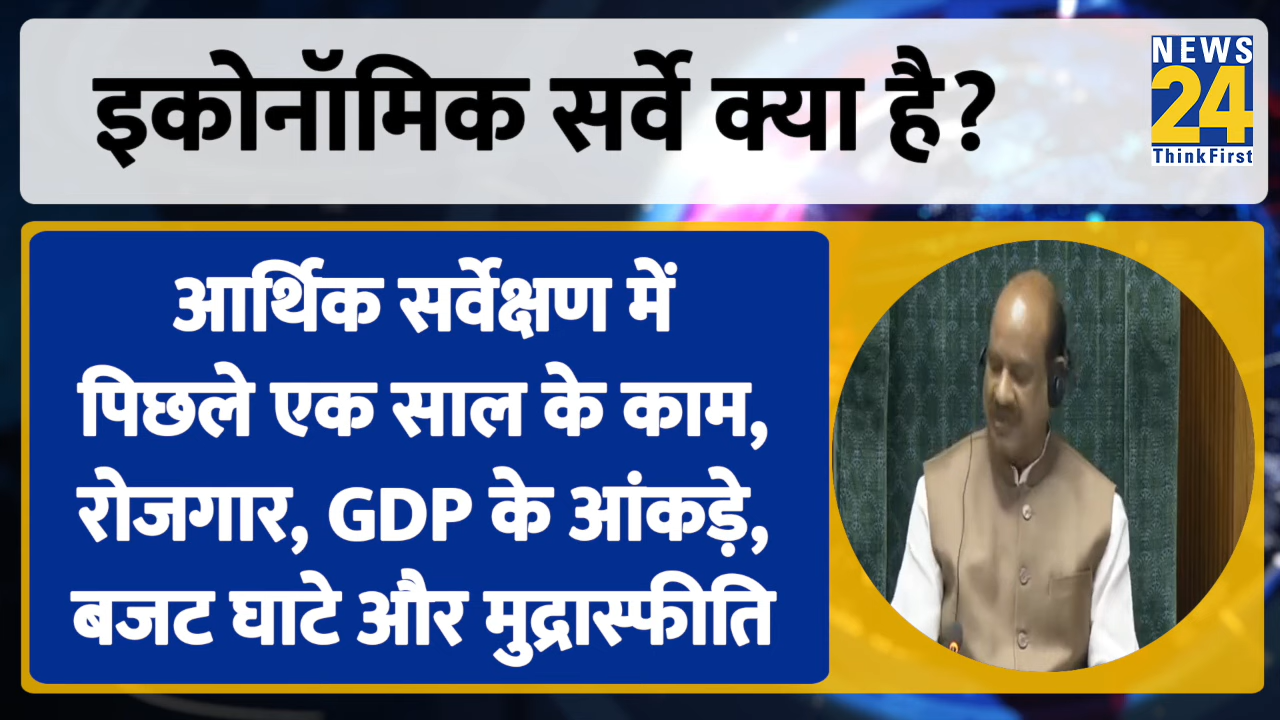 इकोनॉमिक सर्वे क्या है?
NEWS
24
ThinkFirst
आर्थिक सर्वेक्षण में
पिछले एक साल के काम,
रोजगार, GDP के आंकड़े,
बजट घाटे और मुद्रास्फीति